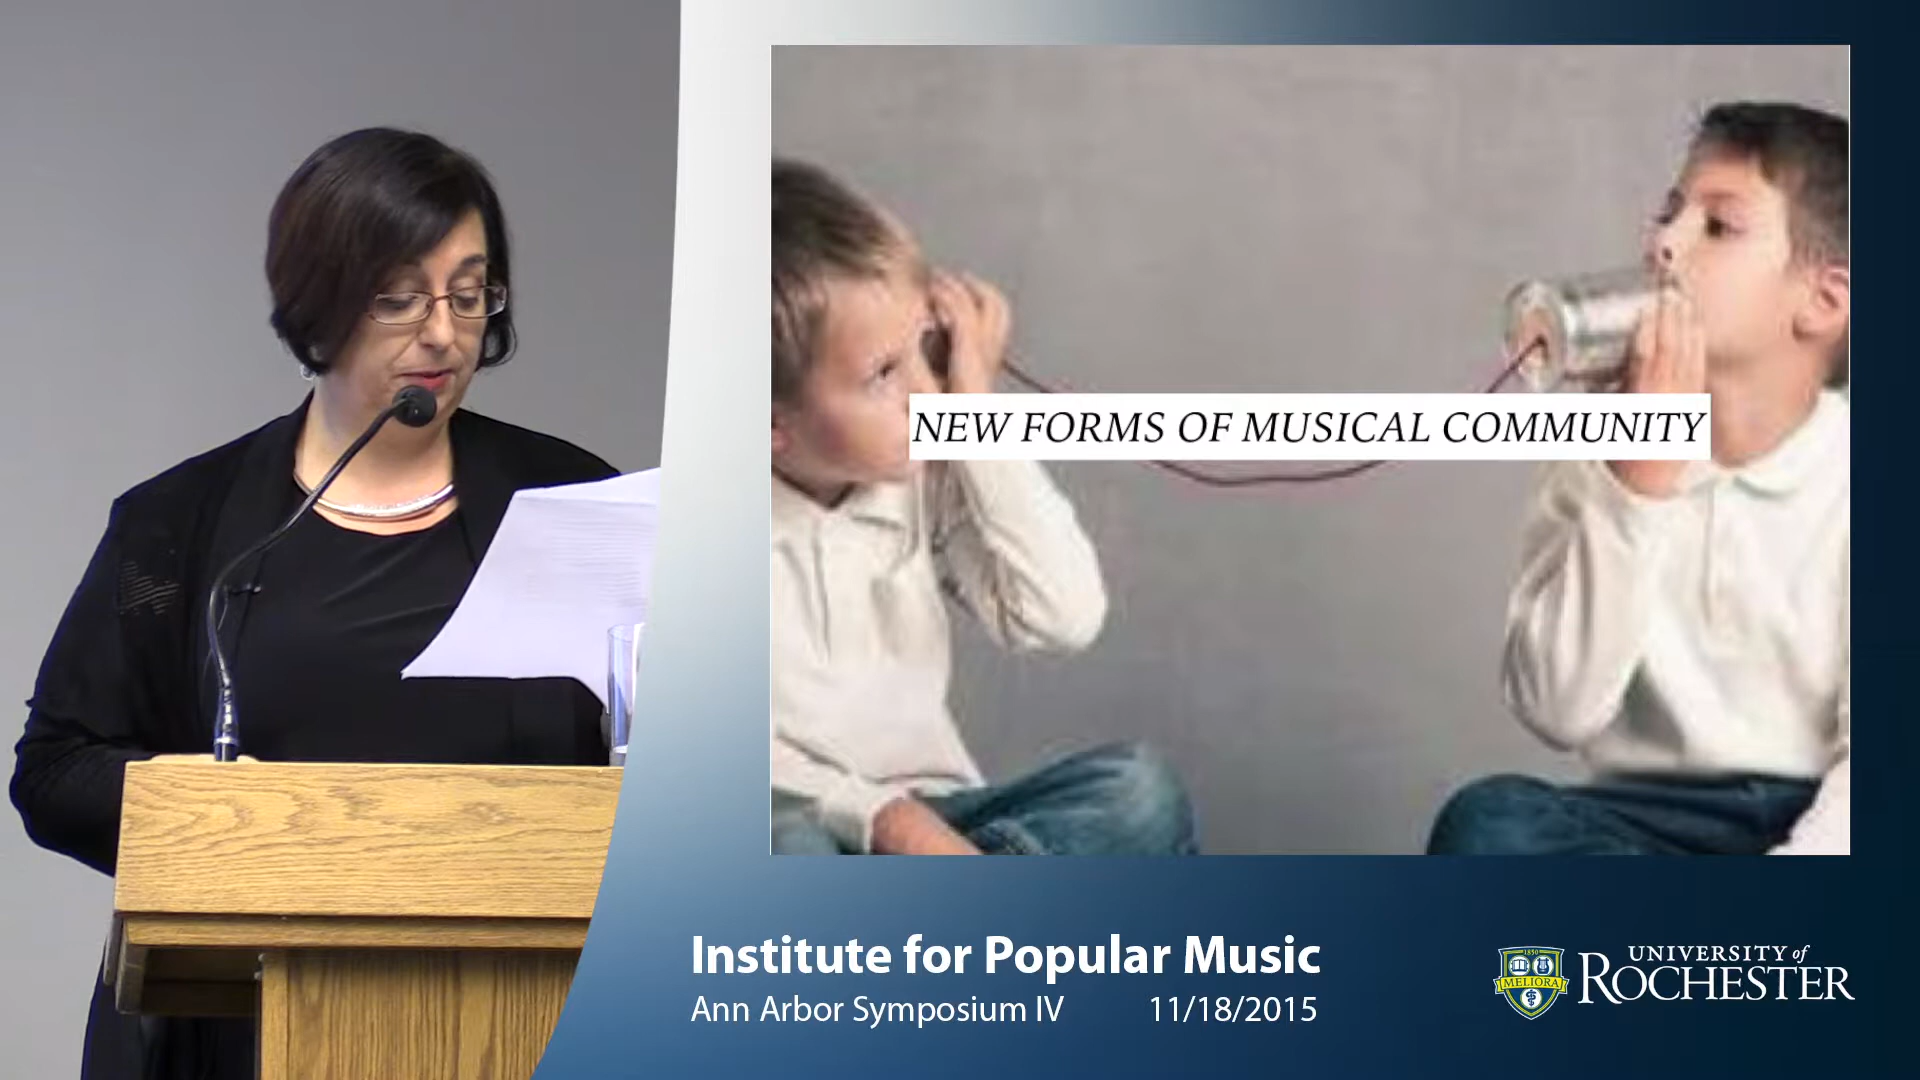 NEW FORMS OF MUSICAL COMMUNITY
Institute for Popular Music
Ann Arbor Symposium IV 11/18/2015
1850
MELIORA
UNIVERSITY of
ROCHESTER